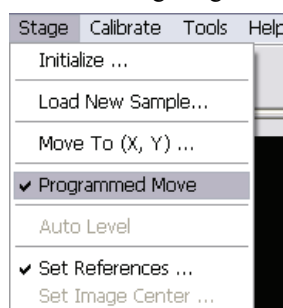 Stage Calibrate Tools Help
Initialize ...
Load New Sample...
Move To (X, Y) ...
✔ Programmed Move
Auto Level
✔ Set References ...
Set Image Center ...